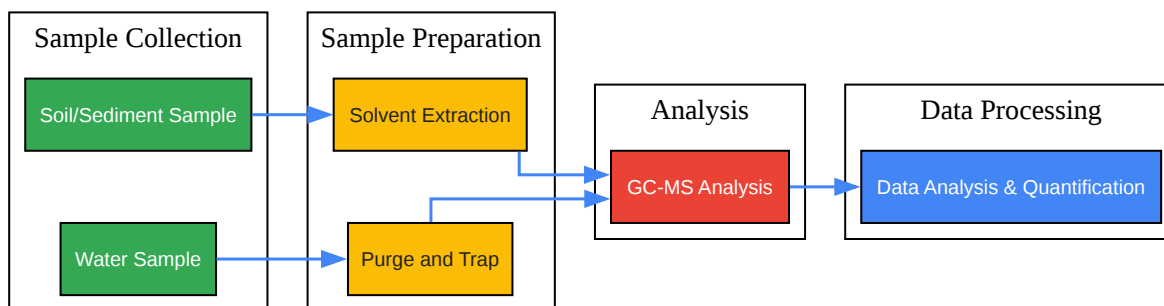 Sample Collection
Soil/Sediment Sample
Water Sample
Sample Preparation
Solvent Extraction
Purge and Trap
Analysis
GC-MS Analysis
Data Processing
Data Analysis & Quantification